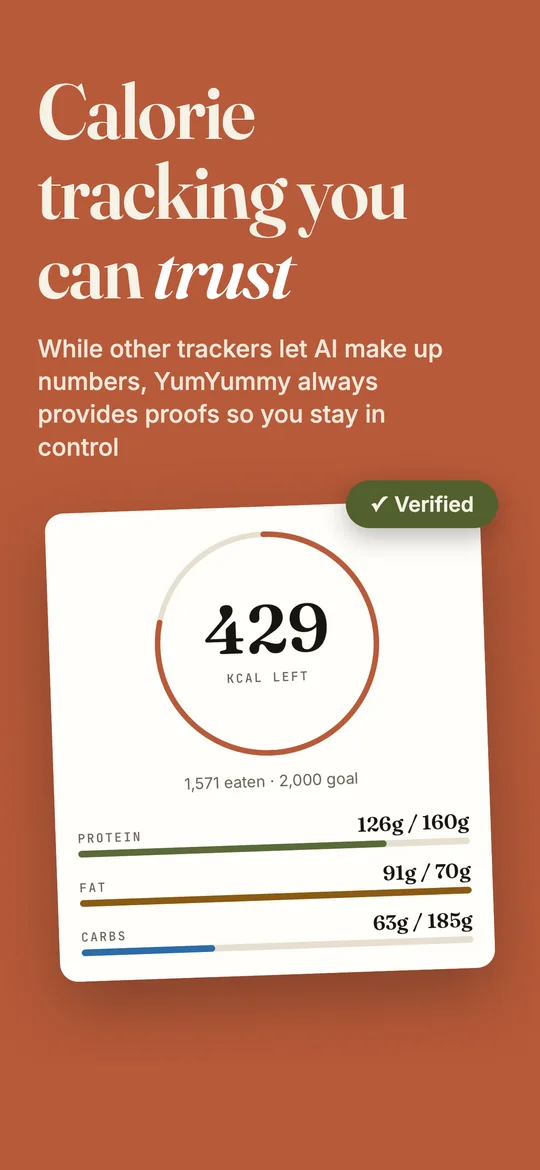 Calorie
tracking you
can trust
While other trackers let AI make up
numbers, YumYummy always
provides proofs so you stay in
control
✓ Verified
429
KCAL LEFT
1,571 eaten · 2,000 goal
PROTEIN 126g / 160g
FAT 91g / 70g
CARBS 63g / 185g